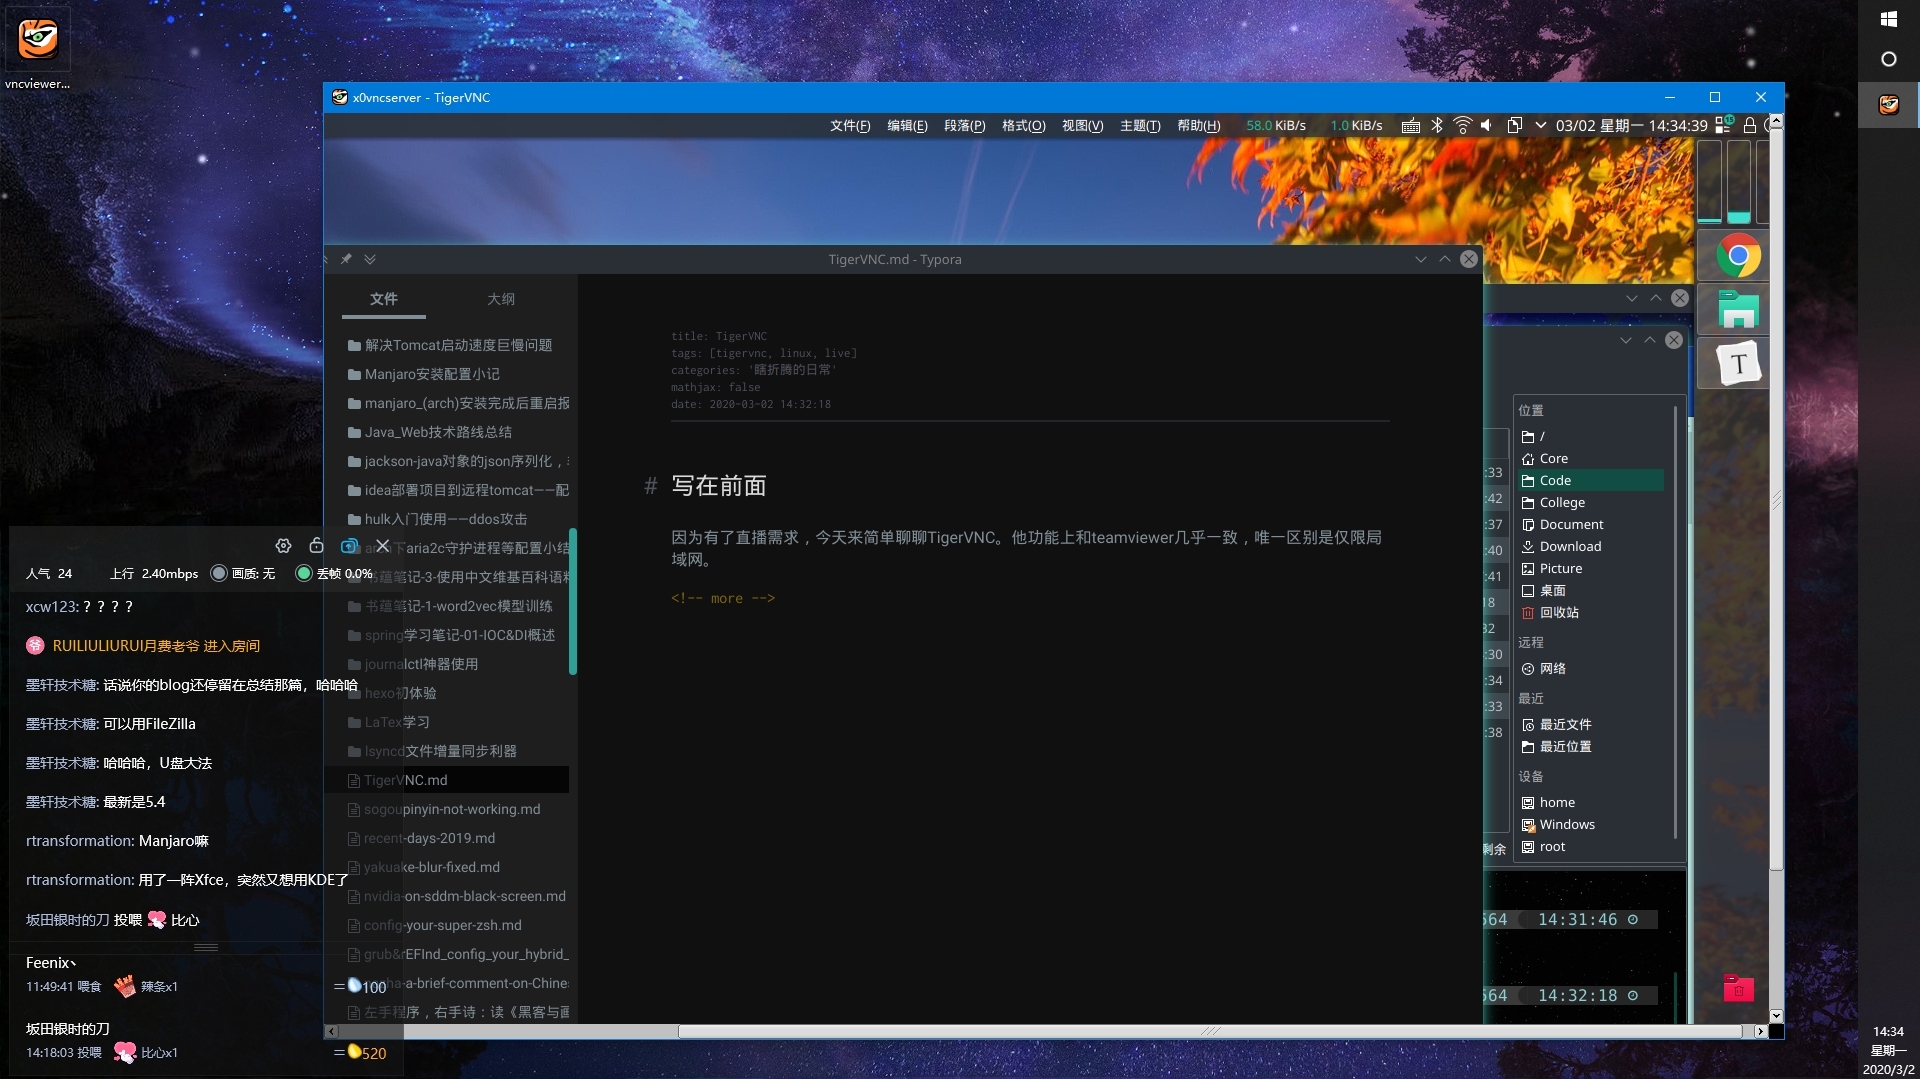 vncviewer...
x0vncserver - TigerVNC
文件(F) 编辑(E) 段落(P) 格式(O) 视图(V) 主题(T) 帮助(H) 58.0 KiB/s 1.0 KiB/s 03/02 星期一 14:34:39
TigerVNC.md - Typora
文件 大纲
解决Tomcat启动速度巨慢问题
Manjaro安装配置小记
manjaro_(arch)安装完成后重启报
Java_Web技术路线总结
jackson-java对象的json序列化，
idea部署项目到远程tomcat——配
hulk入门使用——ddos攻击
下aria2c守护进程等配置小结
书蕴笔记-3-使用中文维基百科语料
书蕴笔记-1-word2vec模型训练
spring学习笔记-01-IOC&DI概述
journalctl神器使用
hexo初体验
LaTex学习
lsyncd文件增量同步利器
TigerVNC.md
sogoupinyin-not-working.md
recent-days-2019.md
yakuake-blur-fixed.md
nvidia-on-sddm-black-screen.md
config-your-super-zsh.md
grub&rEFInd_config_your_hybrid_
-a-brief-comment-on-Chine
左手程序，右手诗：读《黑客与画
title: TigerVNC
tags: [tigervnc, linux, live]
categories: '瞎折腾的日常'
mathjax: false
date: 2020-03-02 14:32:18
# 写在前面
因为有了直播需求，今天来简单聊聊TigerVNC。他功能上和teamviewer几乎一致，唯一区别是仅限局
域网。
<!-- more -->
:33
:42
:37
:40
:41
18
32
:30
:34
:33
:38
剩余
位置
/
Core
Code
College
Document
Download
Picture
桌面
回收站
远程
网络
最近
最近文件
最近位置
设备
home
Windows
root
564 14:31:46
564 14:32:18
人气 24 上行 2.40mbps 画质: 无 丢帧 0.0%
xcw123: ? ? ? ?
爷 RUILIULIURUI月费老爷 进入房间
墨轩技术糖: 话说你的blog还停留在总结那篇，哈哈哈
墨轩技术糖: 可以用FileZilla
墨轩技术糖: 哈哈哈，U盘大法
墨轩技术糖: 最新是5.4
rtransformation: Manjaro嘛
rtransformation: 用了一阵Xfce，突然又想用KDE了
坂田银时的刀 投喂 比心
Feenix丶
11:49:41 喂食 辣条x1 =100
坂田银时的刀
14:18:03 投喂 比心x1 =520
14:34
星期一
2020/3/2